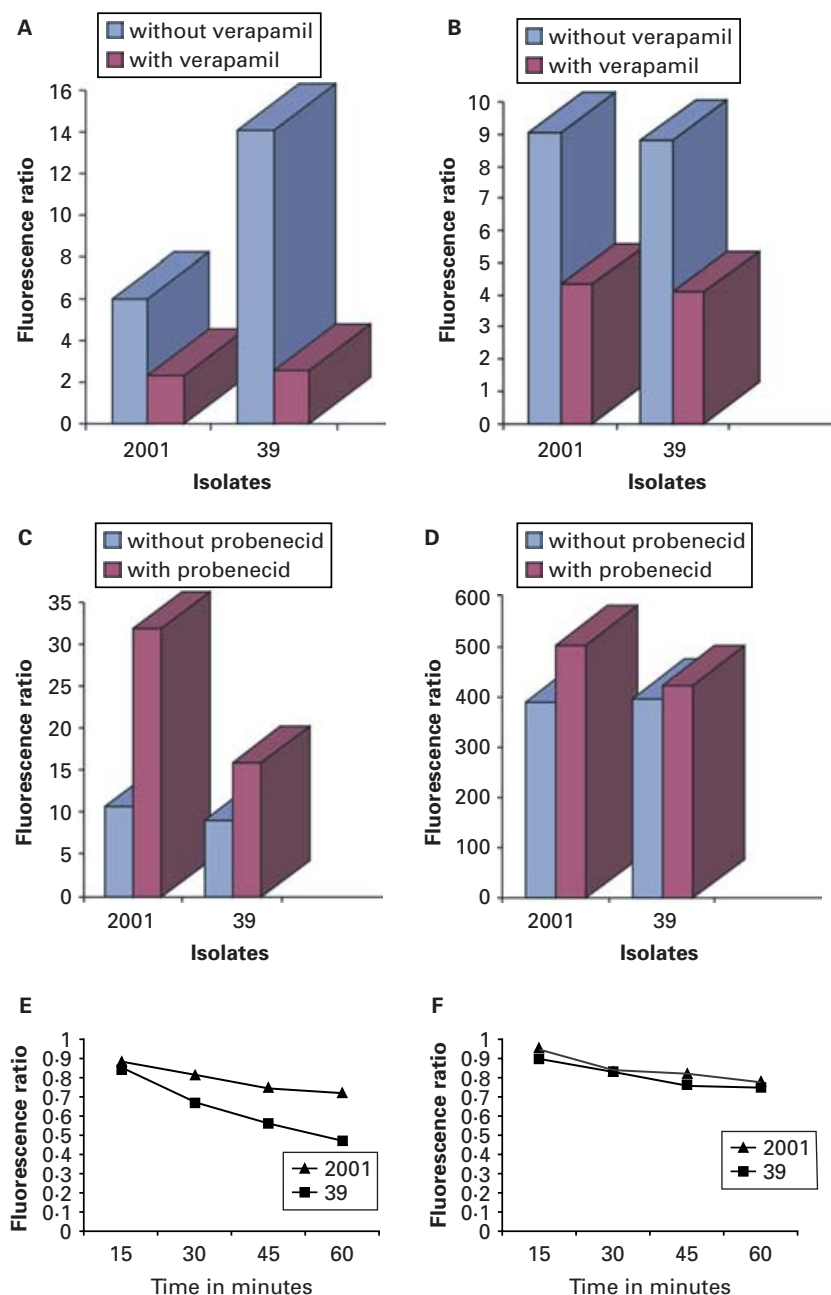 A
without verapamil
with verapamil
Fluorescence ratio
16
14
12
10
8
6
4
2
0
2001 39
Isolates
B
without verapamil
with verapamil
Fluorescence ratio
10
9
8
7
6
5
4
3
2
1
0
2001 39
Isolates
C
without probenecid
with probenecid
Fluorescence ratio
35
30
25
20
15
10
5
0
2001 39
Isolates
D
without probenecid
with probenecid
Fluorescence ratio
600
500
400
300
200
100
0
2001 39
Isolates
E
Fluorescence ratio
1
0·9
0·8
0·7
0·6
0·5
0·4
0·3
0·2
0·1
0
2001
39
15 30 45 60
Time in minutes
F
Fluorescence ratio
1
0·9
0·8
0·7
0·6
0·5
0·4
0·3
0·2
0·1
0
2001
39
15 30 45 60
Time in minutes